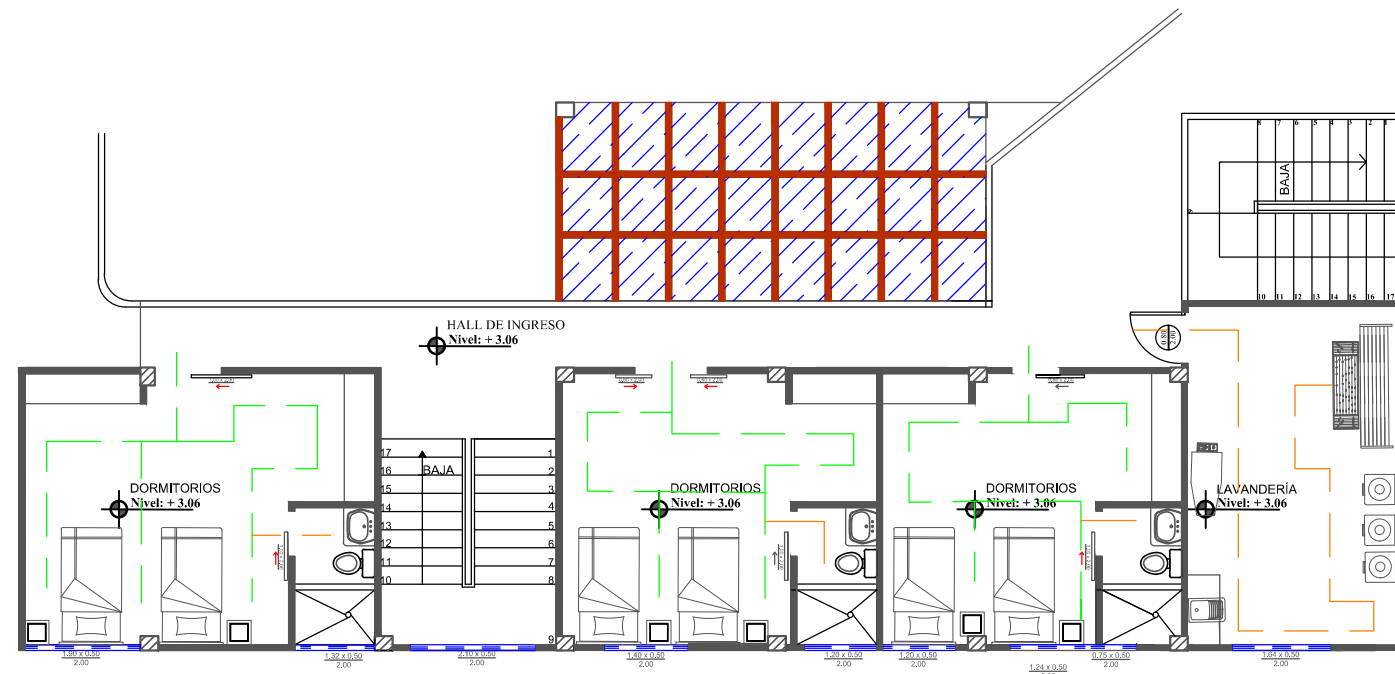 8 7 6 5 4 3 2 1
BAJA
10 11 12 13 14 15 16 17
HALL DE INGRESO
Nivel: + 3.06
0.80
2.00
17 BAJA 1
16 2
15 3
14 4
13 5
12 6
11 7
10 8
9
DORMITORIOS
Nivel: + 3.06
DORMITORIOS
Nivel: + 3.06
DORMITORIOS
Nivel: + 3.06
LAVANDERÍA
Nivel: + 3.06
1.90 x 0.50
2.00
1.32 x 0.50
2.00
2.10 x 0.50
2.00
1.40 x 0.50
2.00
1.20 x 0.50
2.00
1.20 x 0.50
2.00
1.24 x 0.50
0.75 x 0.50
2.00
1.64 x 0.50
2.00